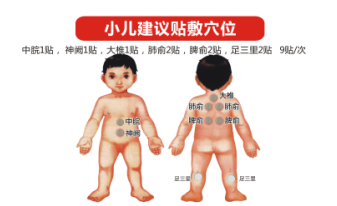 小儿建议贴敷穴位
中脘1贴，神阙1贴，大椎1贴，肺俞2贴，脾俞2贴，足三里2贴 9贴/次
大椎
肺俞 肺俞
中脘 脾俞 脾俞
神阙
足三里 足三里